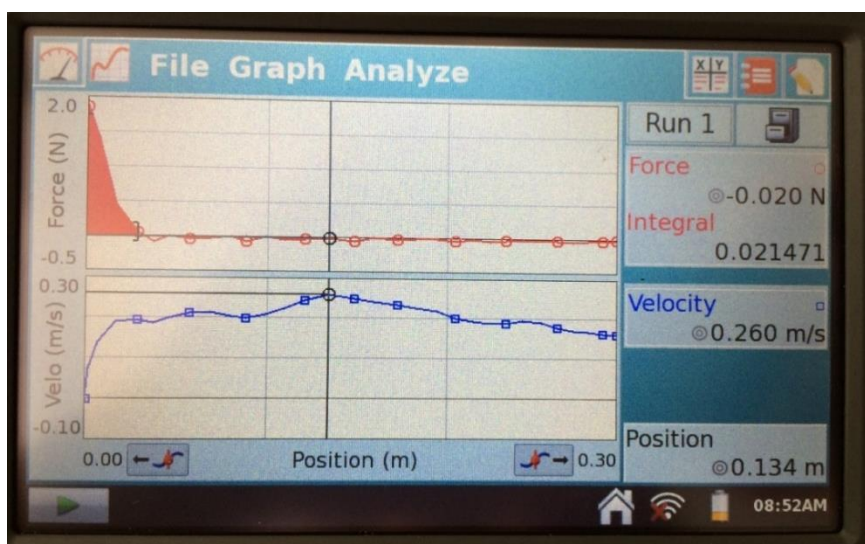 File Graph Analyze
X Y
2.0
Force (N)
-0.5
0.30
Velo (m/s)
-0.10
0.00
Position (m)
0.30
Run 1
Force
-0.020 N
Integral
0.021471
Velocity
0.260 m/s
Position
0.134 m
08:52AM